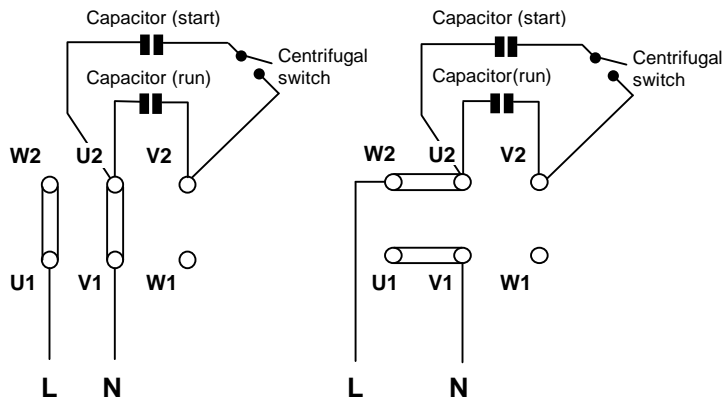 Capacitor (start)
Centrifugal
switch
Capacitor (run)
W2 U2 V2
U1 V1 W1
L N
Capacitor (start)
Centrifugal
switch
Capacitor(run)
W2 U2 V2
U1 V1 W1
L N